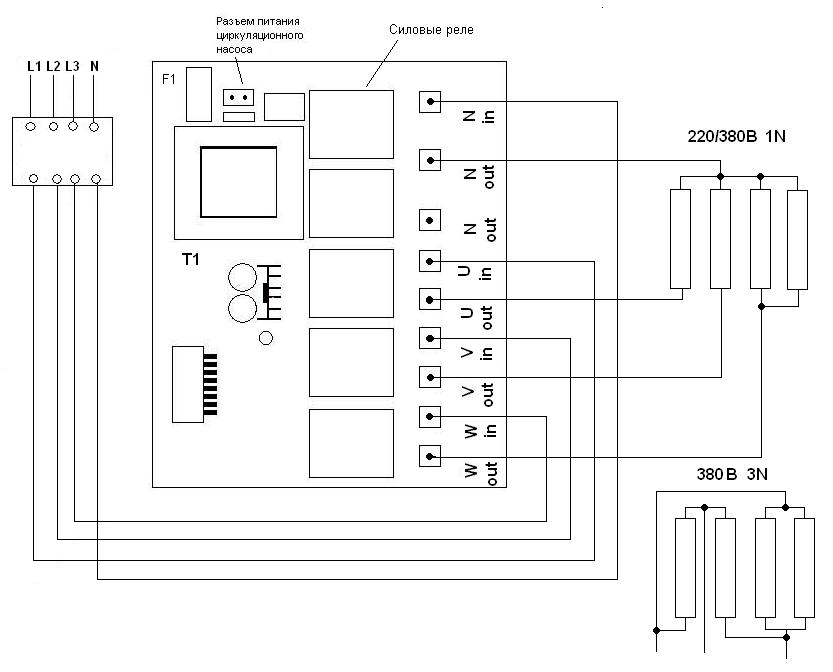 Разъем питания
циркуляционного
насоса
Силовые реле
L1 L2 L3 N
F1
N in
220/380В 1N
N out
N out
T1
U in
U out
V in
V out
W in
W out
380В 3N